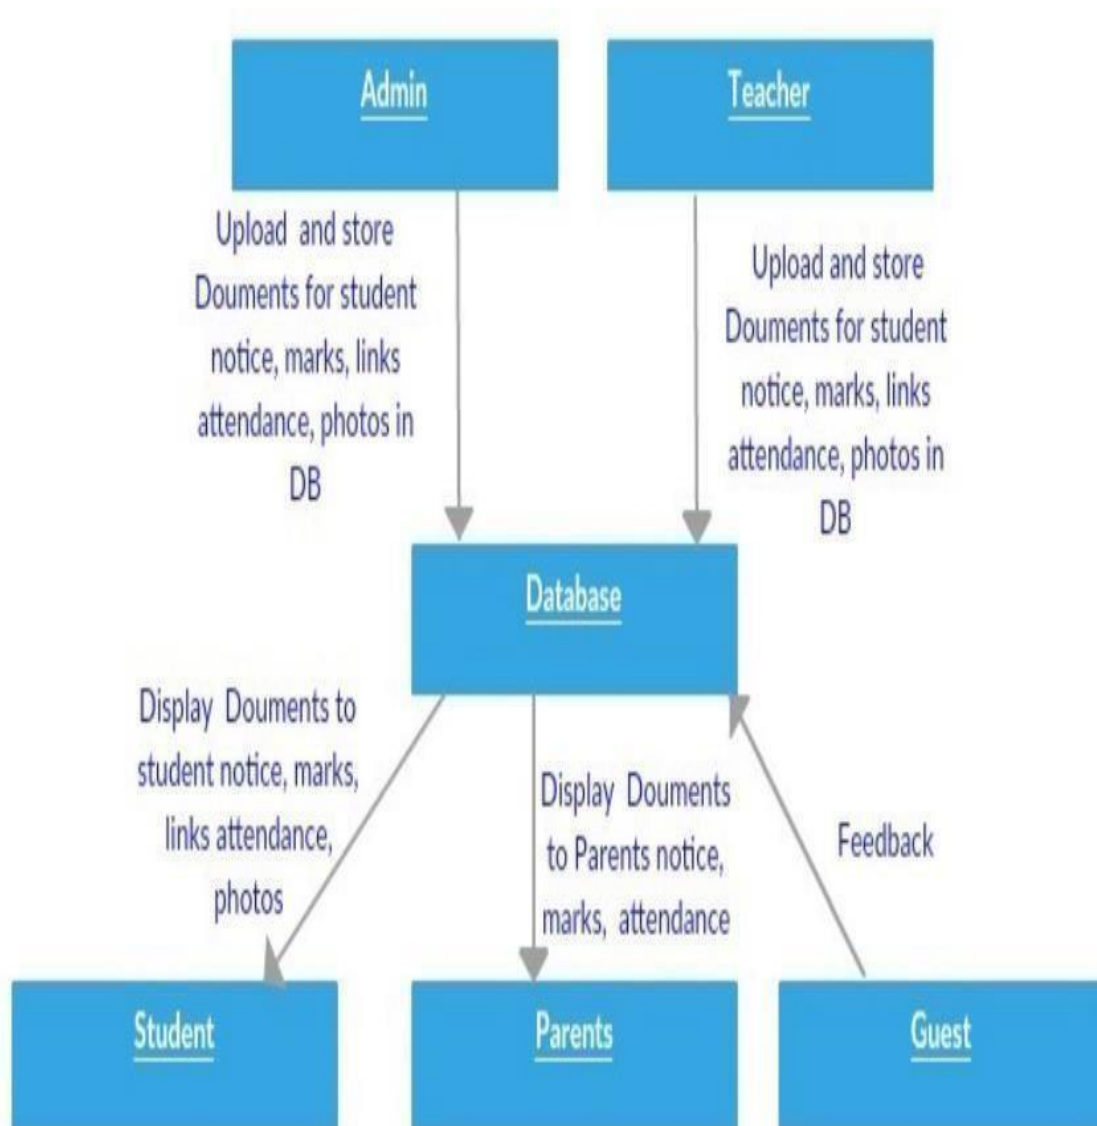 Admin
Teacher
Upload and store
Douments for student
notice, marks, links
attendance, photos in
DB
Upload and store
Douments for student
notice, marks, links
attendance, photos in
DB
Database
Display Douments to
student notice, marks,
links attendance,
photos
Display Douments
to Parents notice,
marks, attendance
Feedback
Student
Parents
Guest